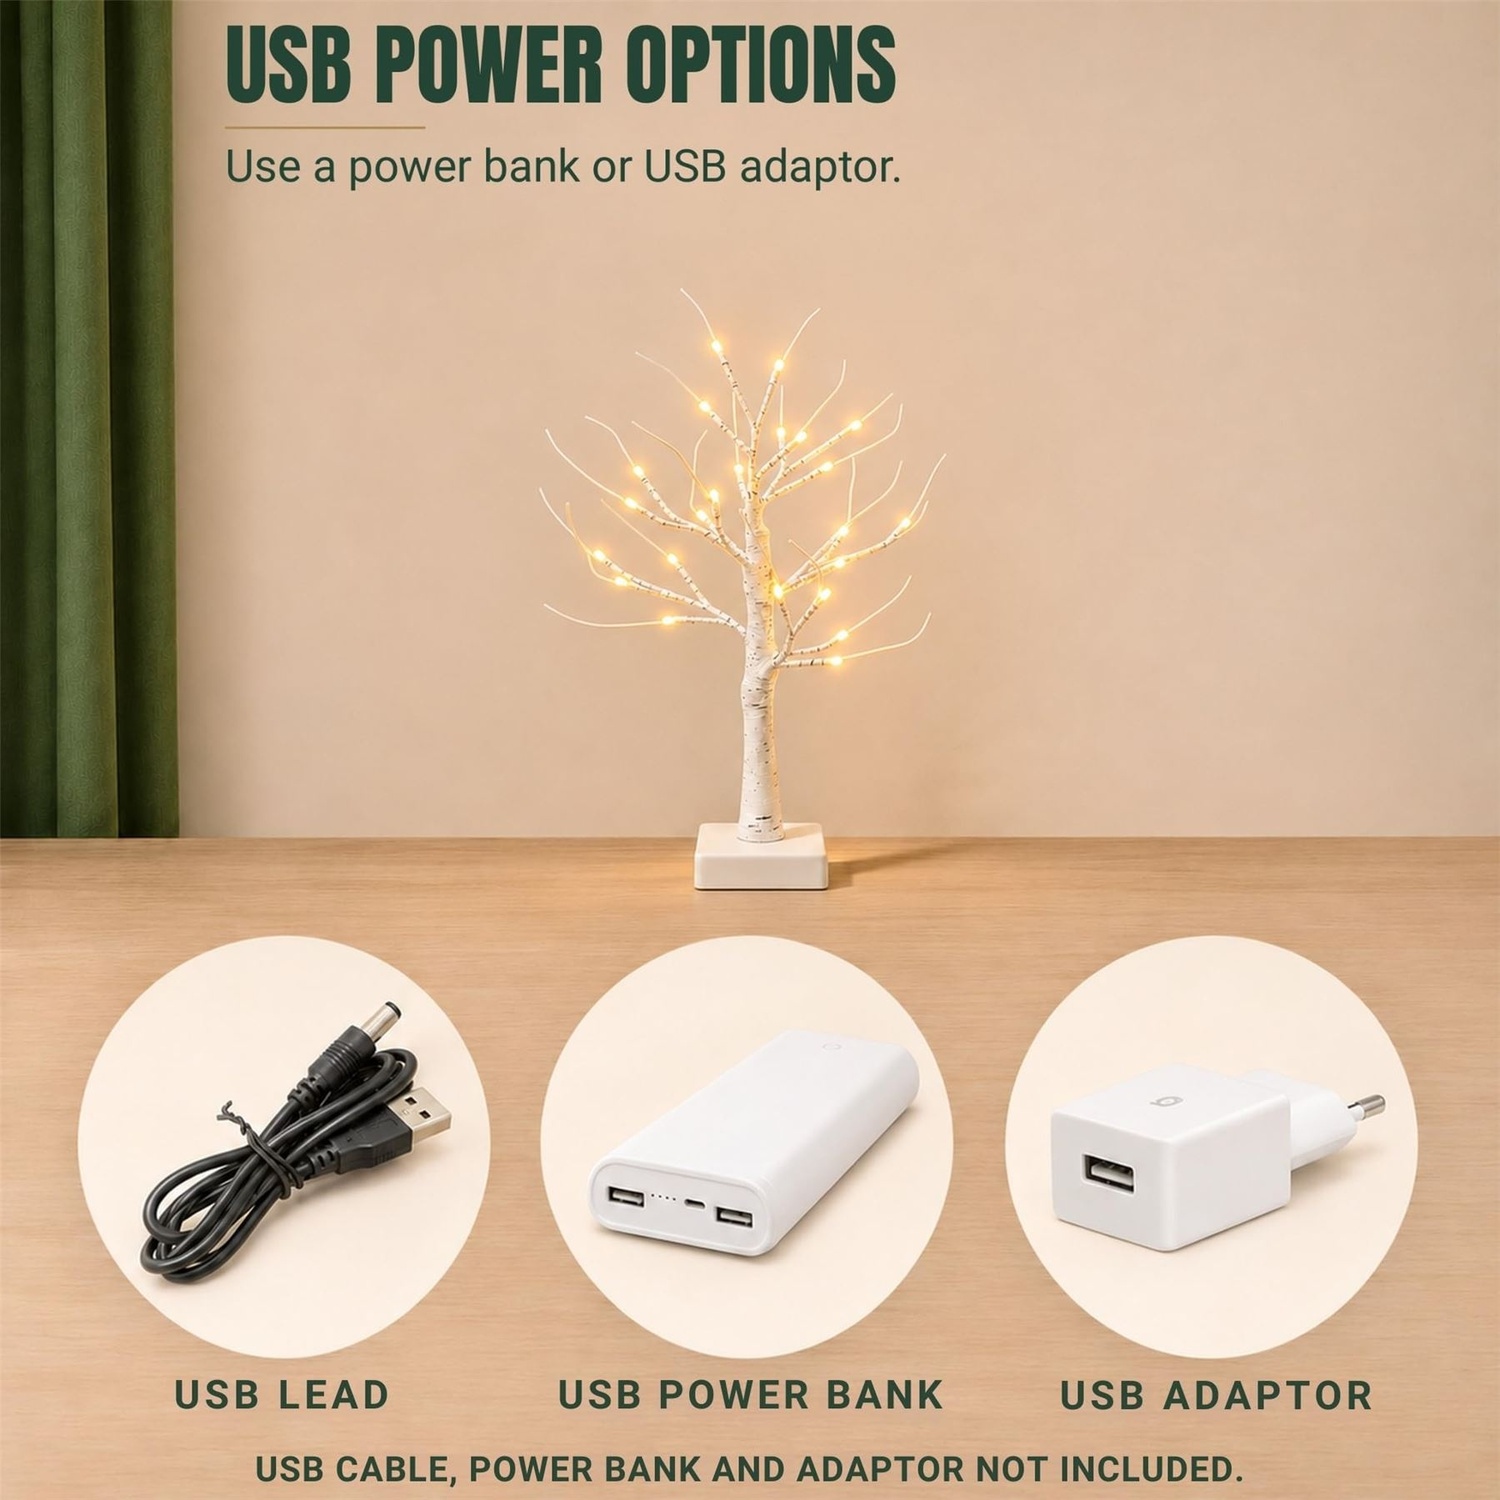 USB POWER OPTIONS
Use a power bank or USB adaptor.
USB LEAD
USB POWER BANK
USB ADAPTOR
USB CABLE, POWER BANK AND ADAPTOR NOT INCLUDED.